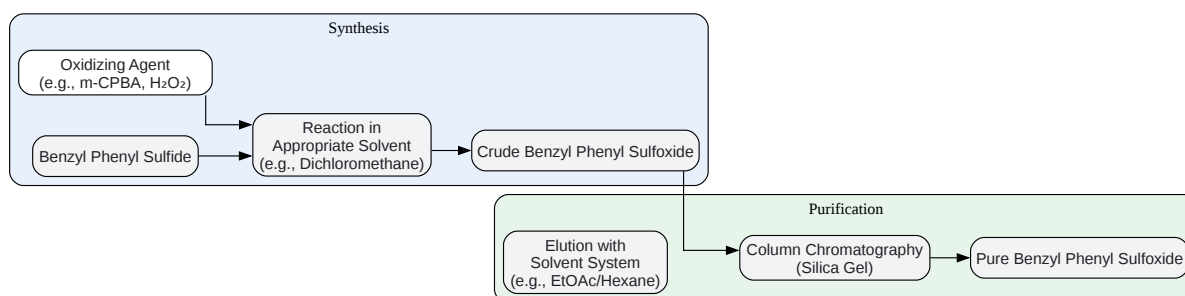 Synthesis
Oxidizing Agent
(e.g., m-CPBA, H₂O₂)
Benzyl Phenyl Sulfide
Reaction in
Appropriate Solvent
(e.g., Dichloromethane)
Crude Benzyl Phenyl Sulfoxide
Purification
Elution with
Solvent System
(e.g., EtOAc/Hexane)
Column Chromatography
(Silica Gel)
Pure Benzyl Phenyl Sulfoxide